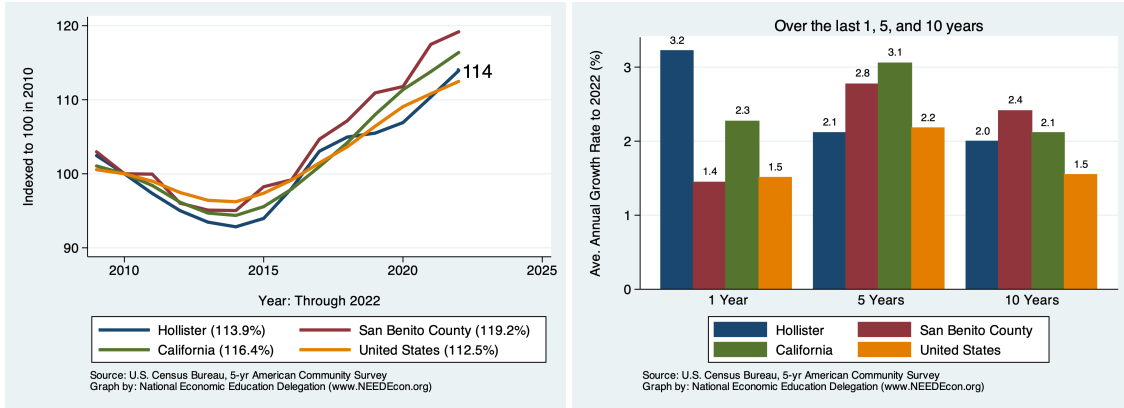 120
110
100
90
Indexed to 100 in 2010
114
2010
2015
2020
2025
Year: Through 2022
Hollister (113.9%)
San Benito County (119.2%)
California (116.4%)
United States (112.5%)
Source: U.S. Census Bureau, 5-yr American Community Survey
Graph by: National Economic Education Delegation (www.NEEDEcon.org)
Over the last 1, 5, and 10 years
Ave. Annual Growth Rate to 2022 (%)
3
2
1
0
3.2
1.4
2.3
1.5
2.1
2.8
3.1
2.2
2.0
2.4
2.1
1.5
1 Year
5 Years
10 Years
Hollister
San Benito County
California
United States
Source: U.S. Census Bureau, 5-yr American Community Survey
Graph by: National Economic Education Delegation (www.NEEDEcon.org)